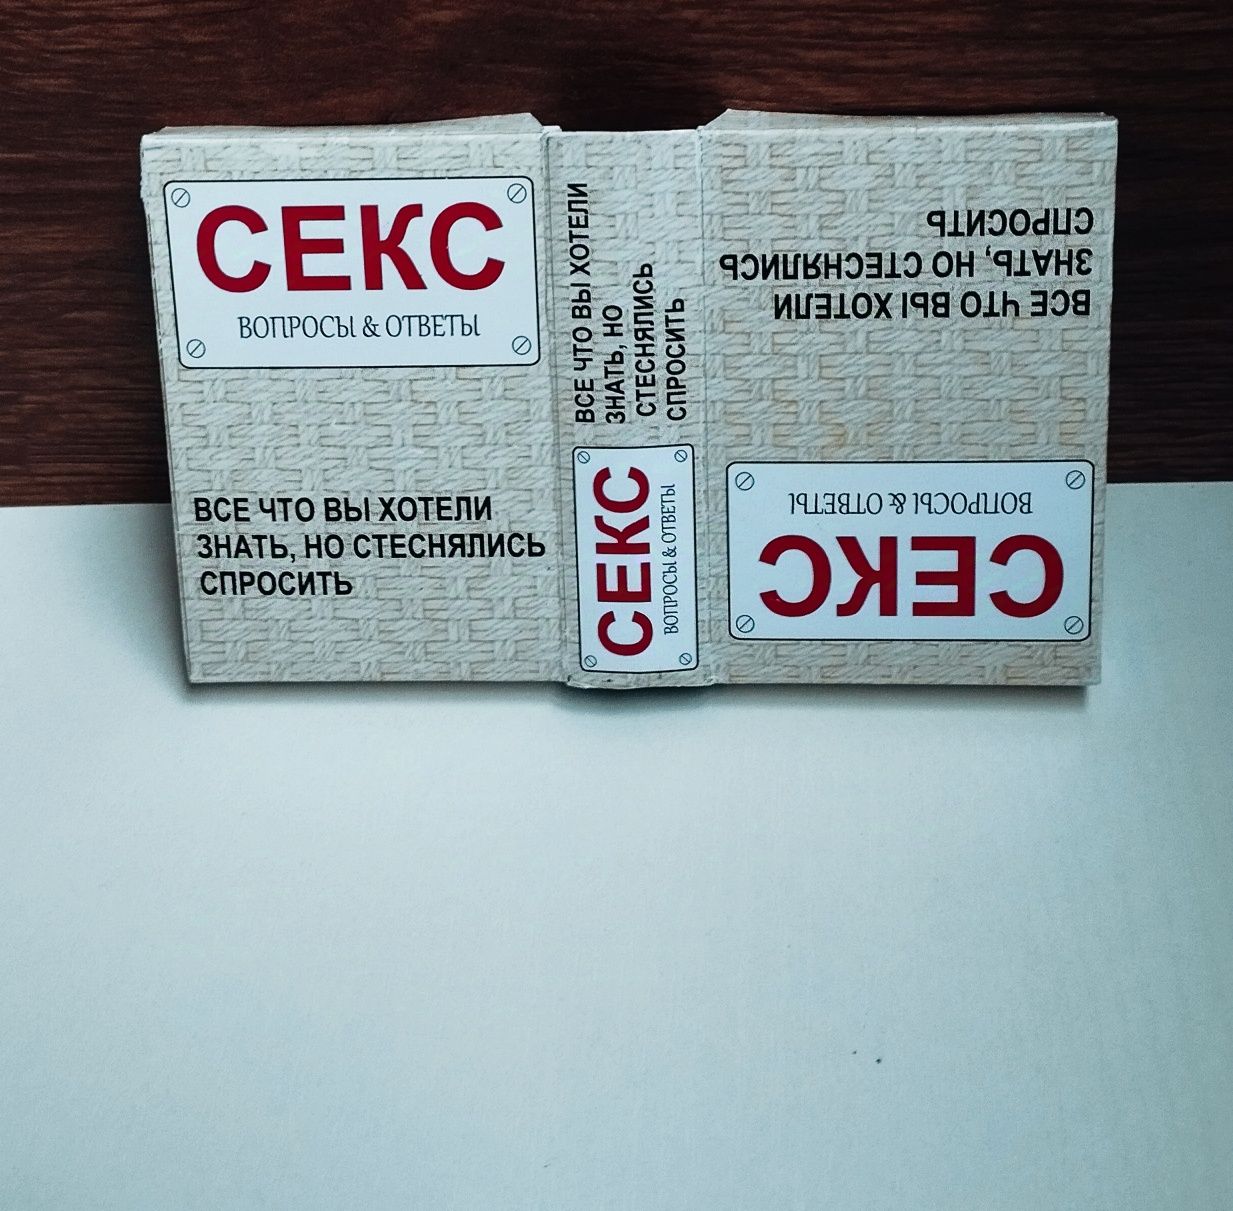 СЕКС
ВОПРОСЫ & ОТВЕТЫ
ВСЕ ЧТО ВЫ ХОТЕЛИ
ЗНАТЬ, НО СТЕСНЯЛИСЬ
СПРОСИТЬ
СЕКС
ВОПРОСЫ & ОТВЕТЫ
ВСЕ ЧТО ВЫ ХОТЕЛИ
ЗНАТЬ, НО
СТЕСНЯЛИСЬ
СПРОСИТЬ
СЕКС
ВОПРОСЫ & ОТВЕТЫ
ВСЕ ЧТО ВЫ ХОТЕЛИ
ЗНАТЬ, НО СТЕСНЯЛИСЬ
СПРОСИТЬ